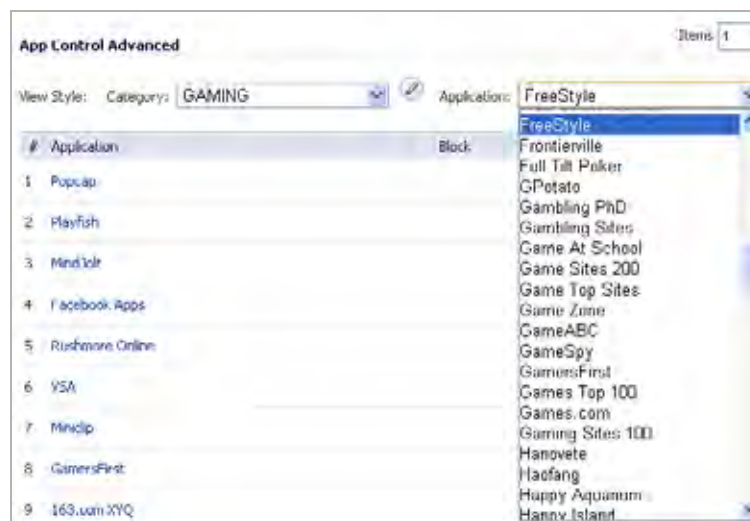 Items 1
App Control Advanced
View Style: Category: GAMING Application: FreeStyle
# Application Block
1 Popcap
2 Playfish
3 MindJolt
4 Facebook Apps
5 Rushmore Online
6 VSA
7 Miniclip
8 GamersFirst
9 163.com XYQ
FreeStyle
Frontierville
Full Tilt Poker
GPotato
Gambling PhD
Gambling Sites
Game At School
Game Sites 200
Game Top Sites
Game Zone
GameABC
GameSpy
GamersFirst
Games Top 100
Games.com
Gaming Sites 100
Hanovete
Haofang
Happy Aquarium
Happy Island